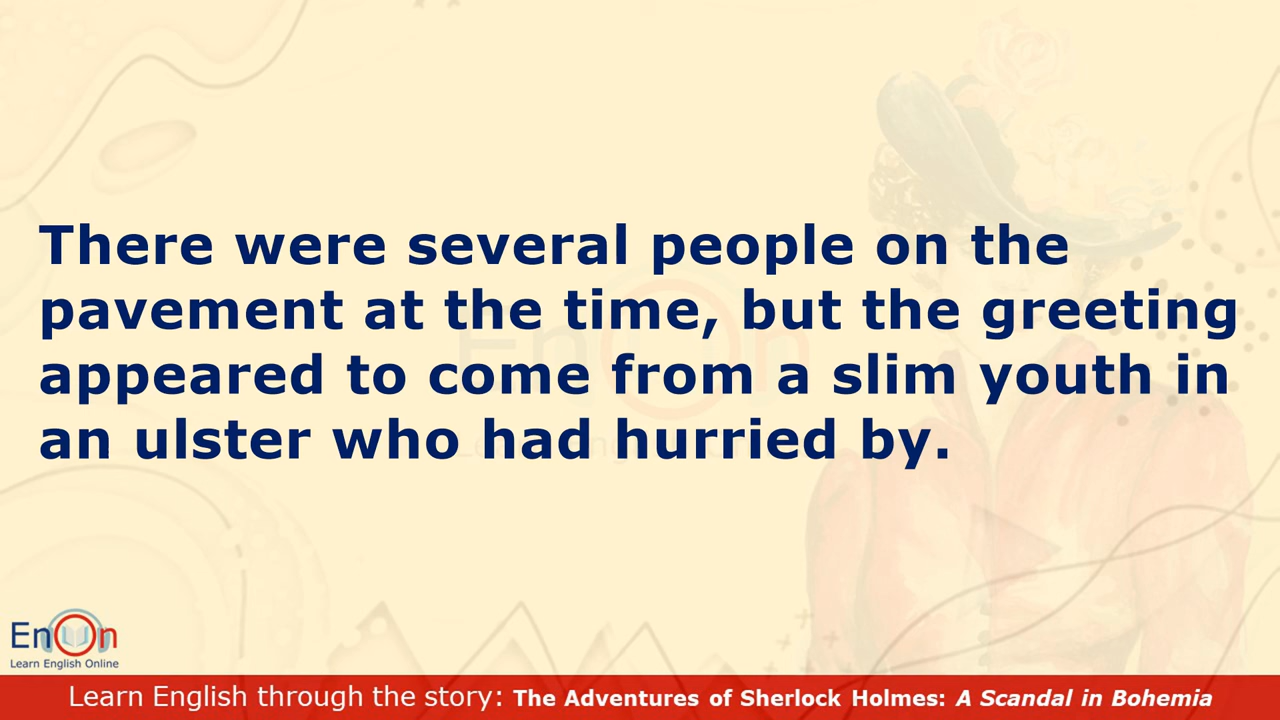 There were several people on the
pavement at the time, but the greeting
appeared to come from a slim youth in
an ulster who had hurried by.
EnOn
Learn English Online
Learn English through the story: The Adventures of Sherlock Holmes: A Scandal in Bohemia